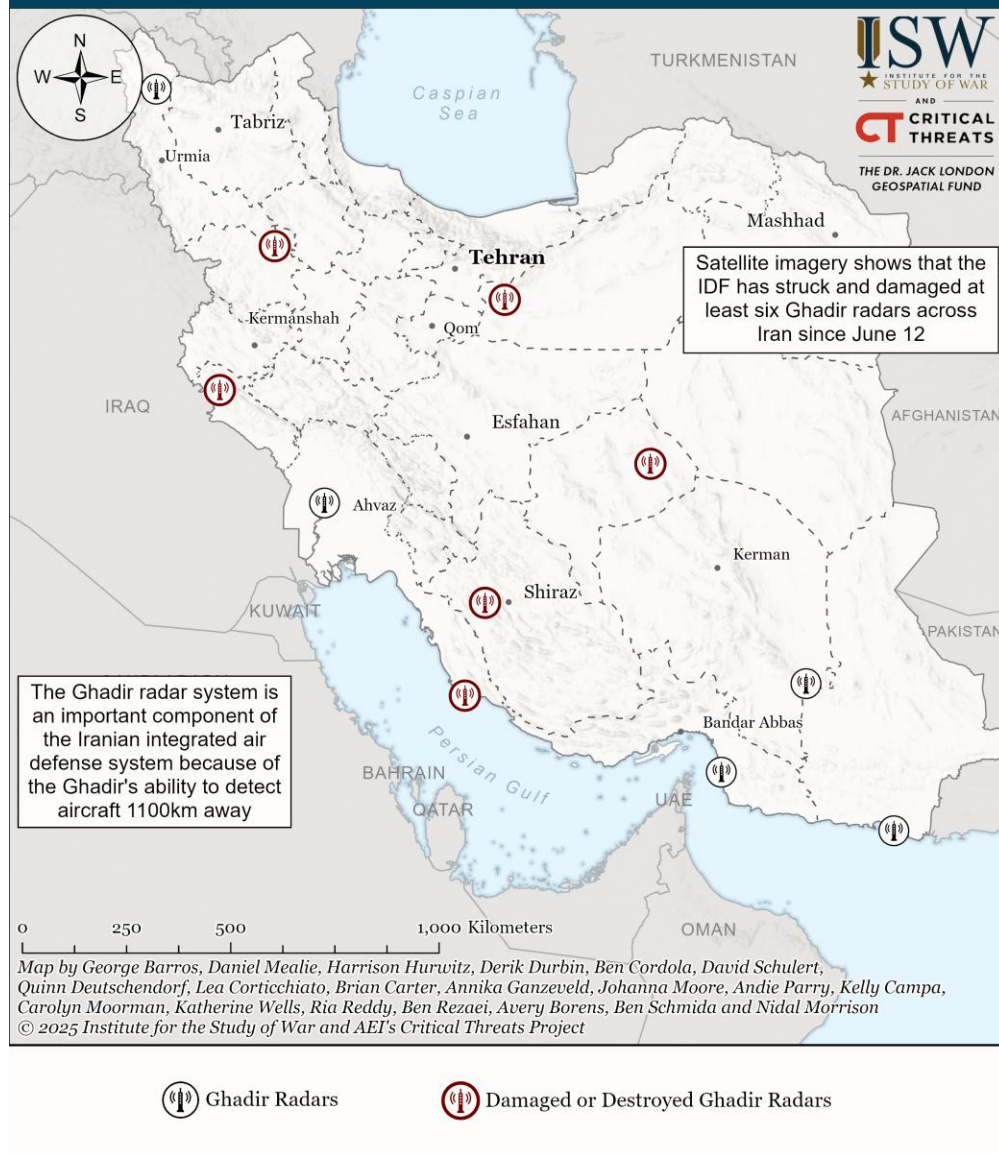 N
W
E
S
Caspian
Sea
TURKMENISTAN
ISW
INSTITUTE FOR THE
STUDY OF WAR
AND
CT CRITICAL
THREATS
THE DR. JACK LONDON
GEOSPATIAL FUND
Tabriz
Urmia
Mashhad
Tehran
Satellite imagery shows that the
IDF has struck and damaged at
least six Ghadir radars across
Iran since June 12
Kermanshah
Qom
IRAQ
AFGHANISTAN
Esfahan
Ahvaz
Kerman
Shiraz
KUWAIT
PAKISTAN
The Ghadir radar system is
an important component of
the Iranian integrated air
defense system because of
the Ghadir's ability to detect
aircraft 1100km away
Bandar Abbas
Persian Gulf
BAHRAIN
QATAR
UAE
OMAN
0 250 500 1,000 Kilometers
Map by George Barros, Daniel Mealie, Harrison Hurwitz, Derik Durbin, Ben Cordola, David Schulert,
Quinn Deutschendorf, Lea Corticchiato, Brian Carter, Annika Ganzeveld, Johanna Moore, Andie Parry, Kelly Campa,
Carolyn Moorman, Katherine Wells, Ria Reddy, Ben Rezaei, Avery Borens, Ben Schmida and Nidal Morrison
© 2025 Institute for the Study of War and AEI's Critical Threats Project
Ghadir Radars
Damaged or Destroyed Ghadir Radars